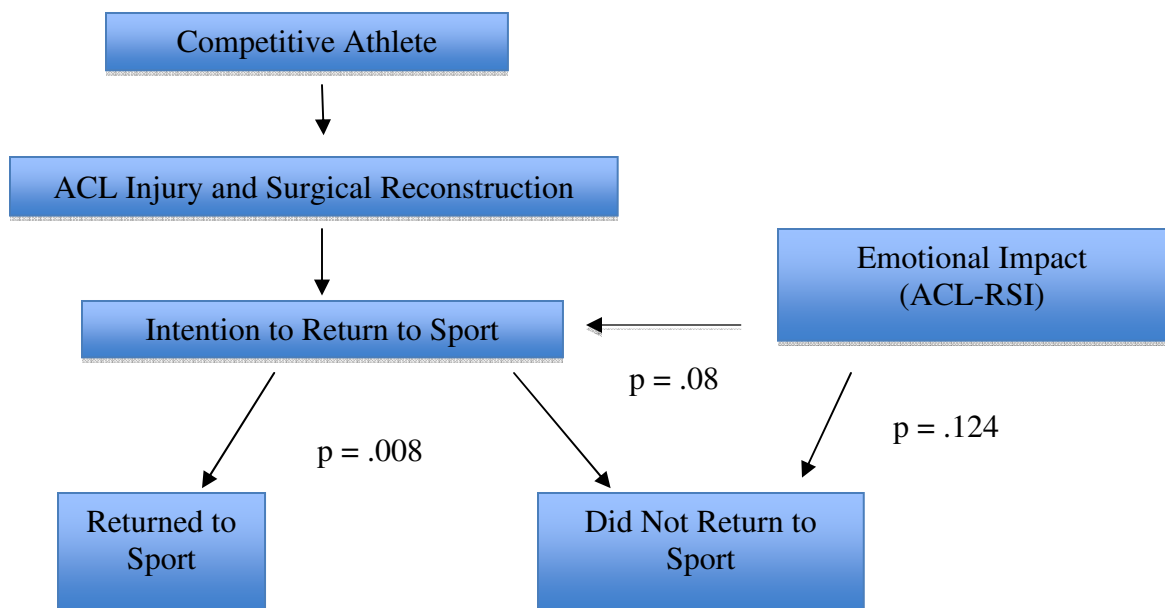 Competitive Athlete
ACL Injury and Surgical Reconstruction
Emotional Impact
(ACL-RSI)
Intention to Return to Sport
p = .08
p = .124
p = .008
Returned to
Sport
Did Not Return to
Sport